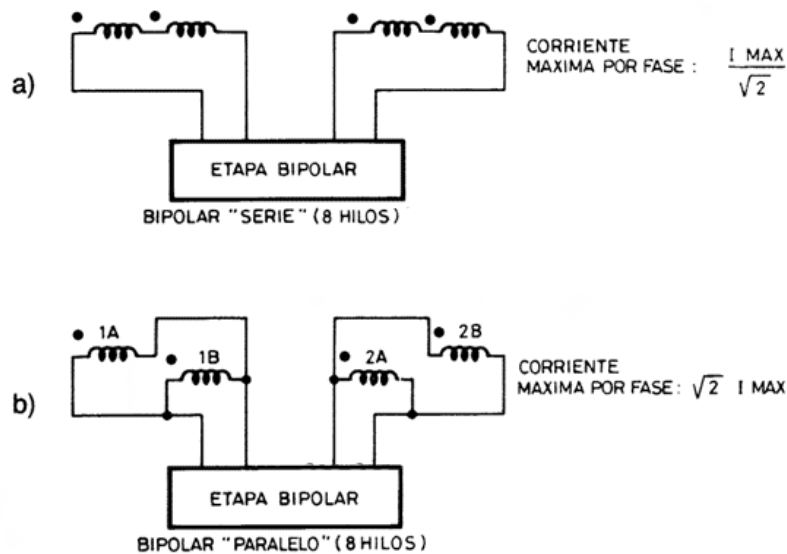 a)
CORRIENTE
MAXIMA POR FASE : I MAX
√2
ETAPA BIPOLAR
BIPOLAR "SERIE" (8 HILOS)
b)
1A
1B
2A
2B
CORRIENTE
MAXIMA POR FASE: √2 I MAX
ETAPA BIPOLAR
BIPOLAR "PARALELO" (8 HILOS)